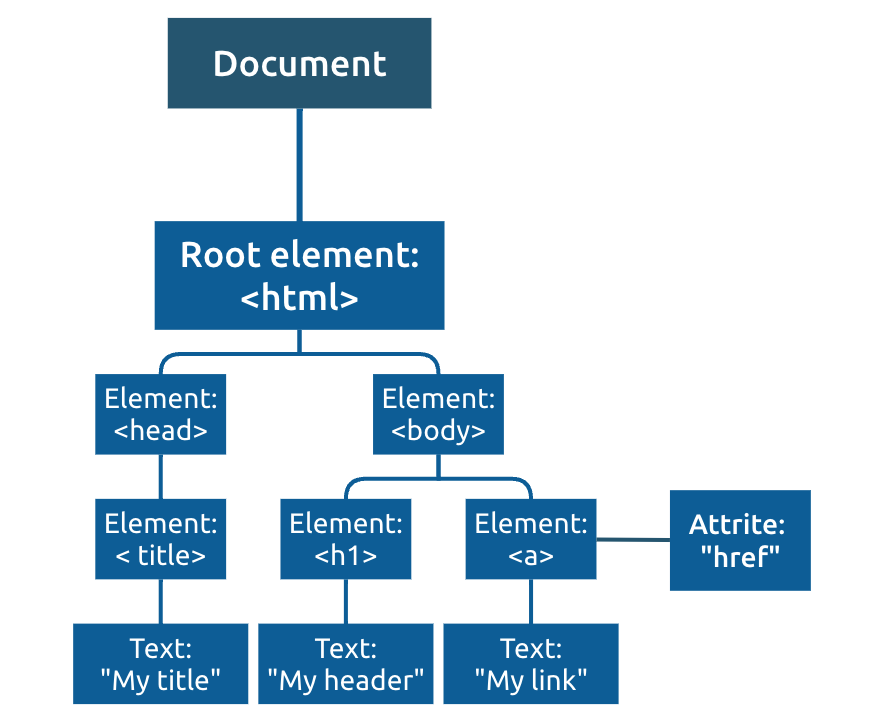 Document
Root element:
<html>
Element:
<head>
Element:
<body>
Element:
< title>
Element:
<h1>
Element:
<a>
Attrite:
"href"
Text:
"My title"
Text:
"My header"
Text:
"My link"